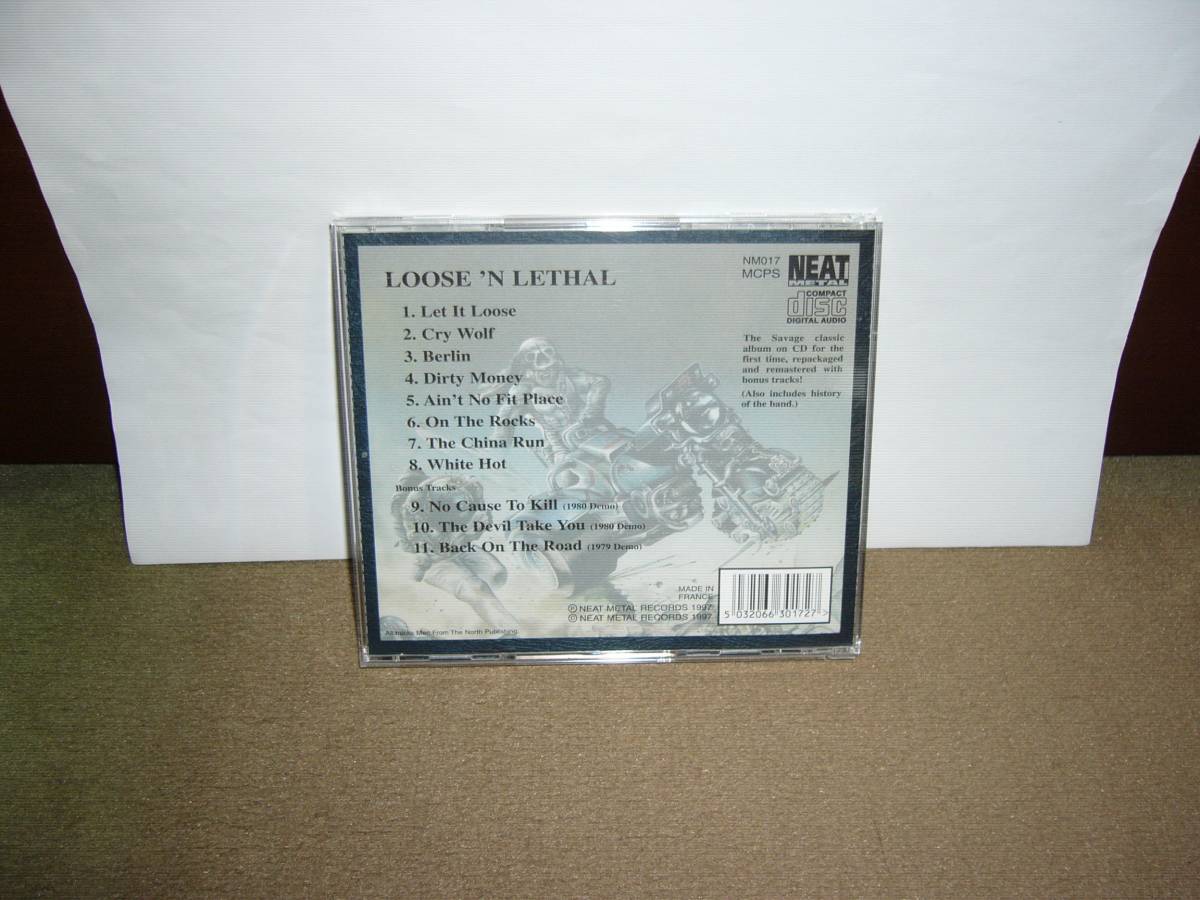 LOOSE 'N LETHAL
1. Let It Loose
2. Cry Wolf
3. Berlin
4. Dirty Money
5. Ain't No Fit Place
6. On The Rocks
7. The China Run
8. White Hot
Bonus Tracks
9. No Cause To Kill (1980 Demo)
10. The Devil Take You (1980 Demo)
11. Back On The Road (1979 Demo)
All tracks Men From The North Publishing.
NM017
MCPS
NEAT
METAL
COMPACT
disc
DIGITAL AUDIO
The Savage classic
album on CD for the
first time, repackaged
and remastered with
bonus tracks!
(Also includes history
of the band.)
MADE IN
FRANCE
Ⓟ NEAT METAL RECORDS 1997
© NEAT METAL RECORDS 1997
5 032066 301727 >